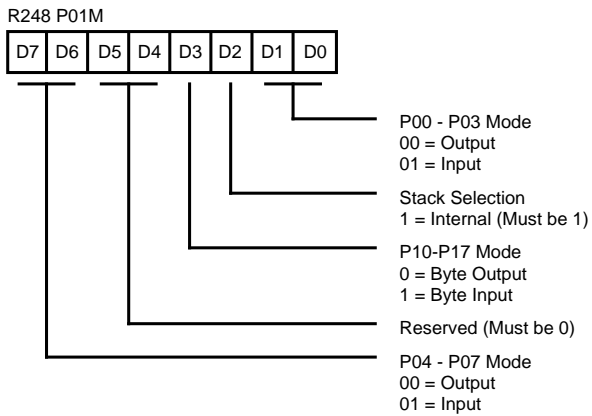 R248 P01M
D7 D6 D5 D4 D3 D2 D1 D0
P00 - P03 Mode
00 = Output
01 = Input
Stack Selection
1 = Internal (Must be 1)
P10-P17 Mode
0 = Byte Output
1 = Byte Input
Reserved (Must be 0)
P04 - P07 Mode
00 = Output
01 = Input